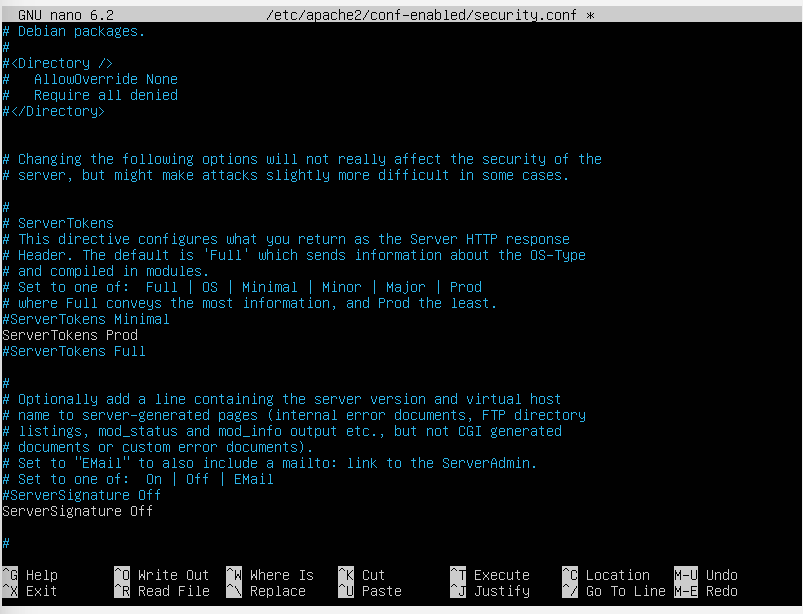 GNU nano 6.2 /etc/apache2/conf-enabled/security.conf *
# Debian packages.
#
#<Directory />
#   AllowOverride None
#   Require all denied
#</Directory>
# Changing the following options will not really affect the security of the
# server, but might make attacks slightly more difficult in some cases.
#
# ServerTokens
# This directive configures what you return as the Server HTTP response
# Header. The default is 'Full' which sends information about the OS-Type
# and compiled in modules.
# Set to one of:  Full | OS | Minimal | Minor | Major | Prod
# where Full conveys the most information, and Prod the least.
#ServerTokens Minimal
ServerTokens Prod
#ServerTokens Full
#
# Optionally add a line containing the server version and virtual host
# name to server-generated pages (internal error documents, FTP directory
# listings, mod_status and mod_info output etc., but not CGI generated
# documents or custom error documents).
# Set to "EMail" to also include a mailto: link to the ServerAdmin.
# Set to one of:  On | Off | EMail
#ServerSignature Off
ServerSignature Off
#
^G Help ^O Write Out ^W Where Is ^K Cut ^T Execute ^C Location M-U Undo
^X Exit ^R Read File ^\ Replace ^U Paste ^J Justify ^/ Go To Line M-E Redo